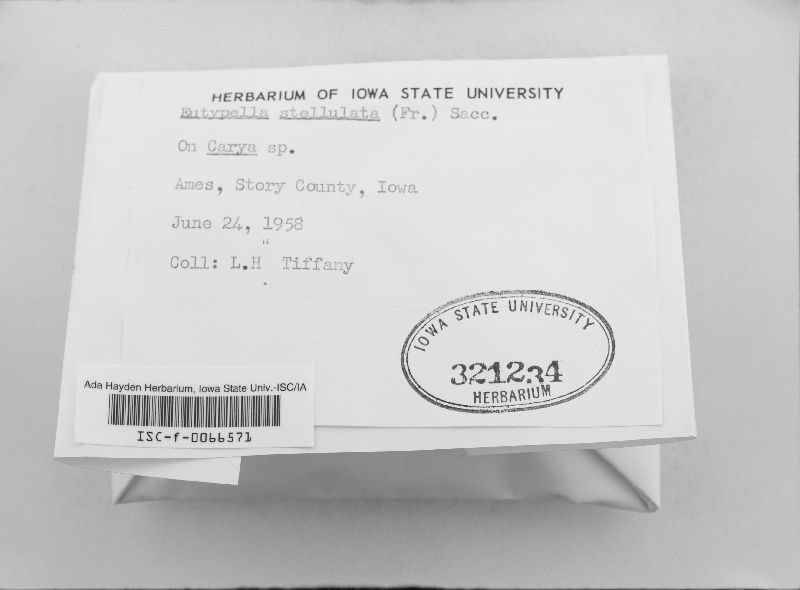 HERBARIUM OF IOWA STATE UNIVERSITY
Eutypella stellulata (Fr.) Sacc.
On Carya sp.
Ames, Story County, Iowa
June 24, 1958
Coll: L.H Tiffany
IOWA STATE UNIVERSITY
321234
HERBARIUM
Ada Hayden Herbarium, Iowa State Univ.-ISC/IA
ISC-f-0066571